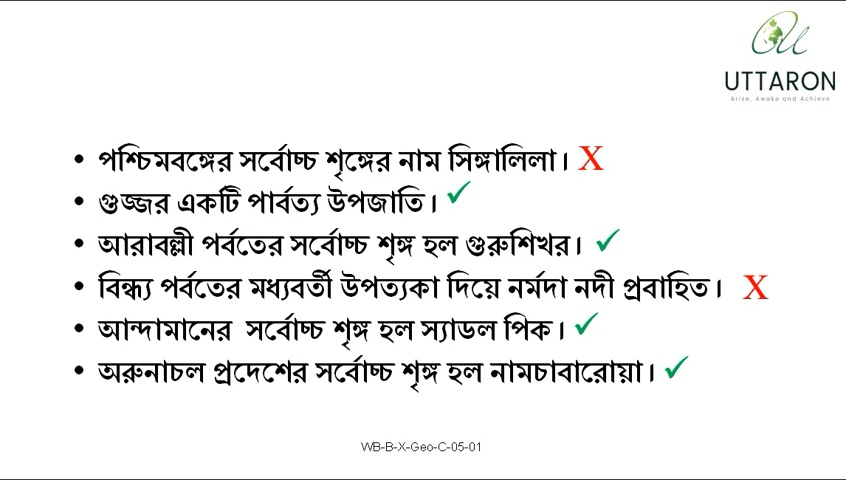 UTTARON
Arise, Awake and Achieve
• পশ্চিমবঙ্গের সর্বোচ্চ শৃঙ্গের নাম সিঙ্গালিলা। X
• গুজ্জর একটি পার্বত্য উপজাতি। ✓
• আরাবল্লী পর্বতের সর্বোচ্চ শৃঙ্গ হল গুরুশিখর। ✓
• বিন্ধ্য পর্বতের মধ্যবর্তী উপত্যকা দিয়ে নর্মদা নদী প্রবাহিত। X
• আন্দামানের সর্বোচ্চ শৃঙ্গ হল স্যাডল পিক। ✓
• অরুনাচল প্রদেশের সর্বোচ্চ শৃঙ্গ হল নামচাবারোয়া। ✓
WB-B-X-Geo-C-05-01